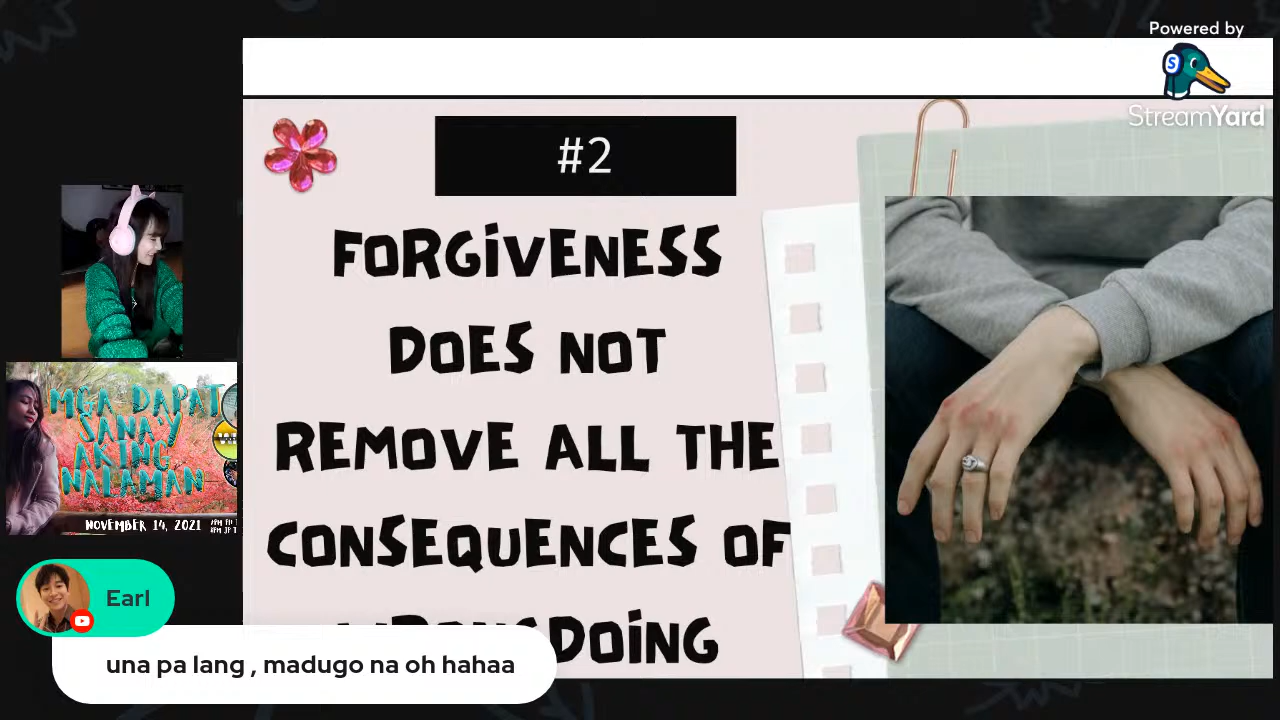 Powered by
StreamYard
#2
FORGIVENESS
DOES NOT
REMOVE ALL THE
CONSEQUENCES OF
WRONGDOING
MGA DAPAT
SANA'Y
AKING
NALAMAN
NOVEMBER 14, 2021
Earl
una pa lang , madugo na oh hahaa